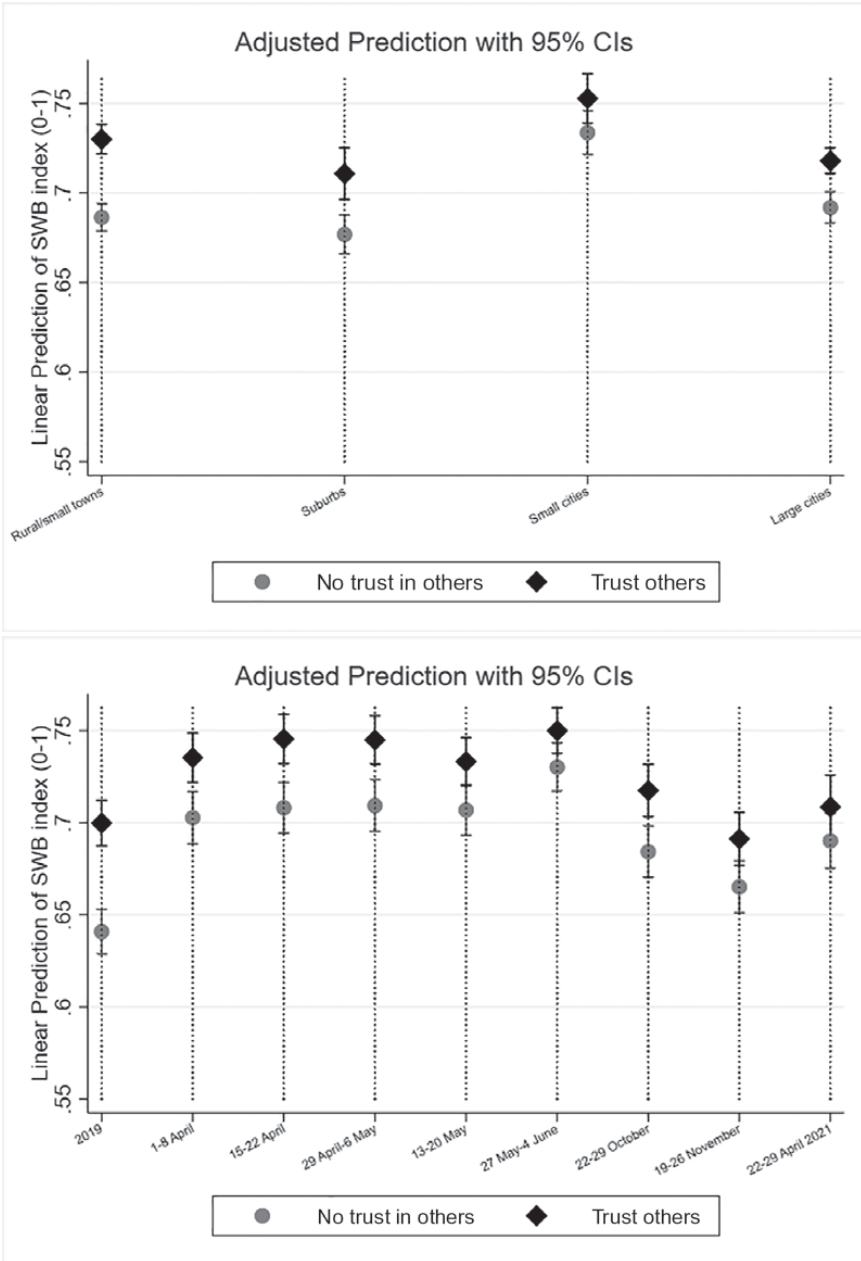 Adjusted Prediction with 95% CIs
Linear Prediction of SWB index (0-1)
.75
.7
.65
.6
.55
Rural/small towns
Suburbs
Small cities
Large cities
No trust in others Trust others
Adjusted Prediction with 95% CIs
Linear Prediction of SWB index (0-1)
.75
.7
.65
.6
.55
2019
1-8 April
15-22 April
29 April-6 May
13-20 May
27 May-4 June
22-29 October
19-26 November
22-29 April 2021
No trust in others Trust others